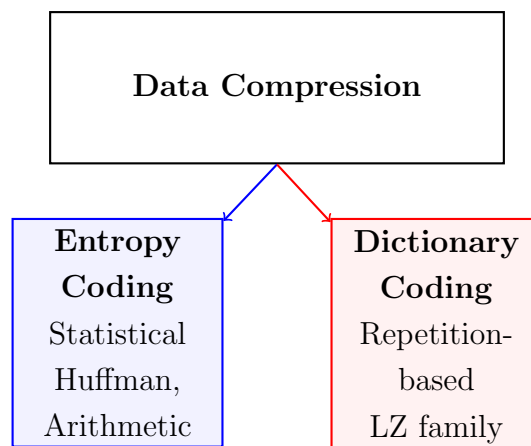 Data Compression
Entropy
Coding
Statistical
Huffman,
Arithmetic
Dictionary
Coding
Repetition-
based
LZ family